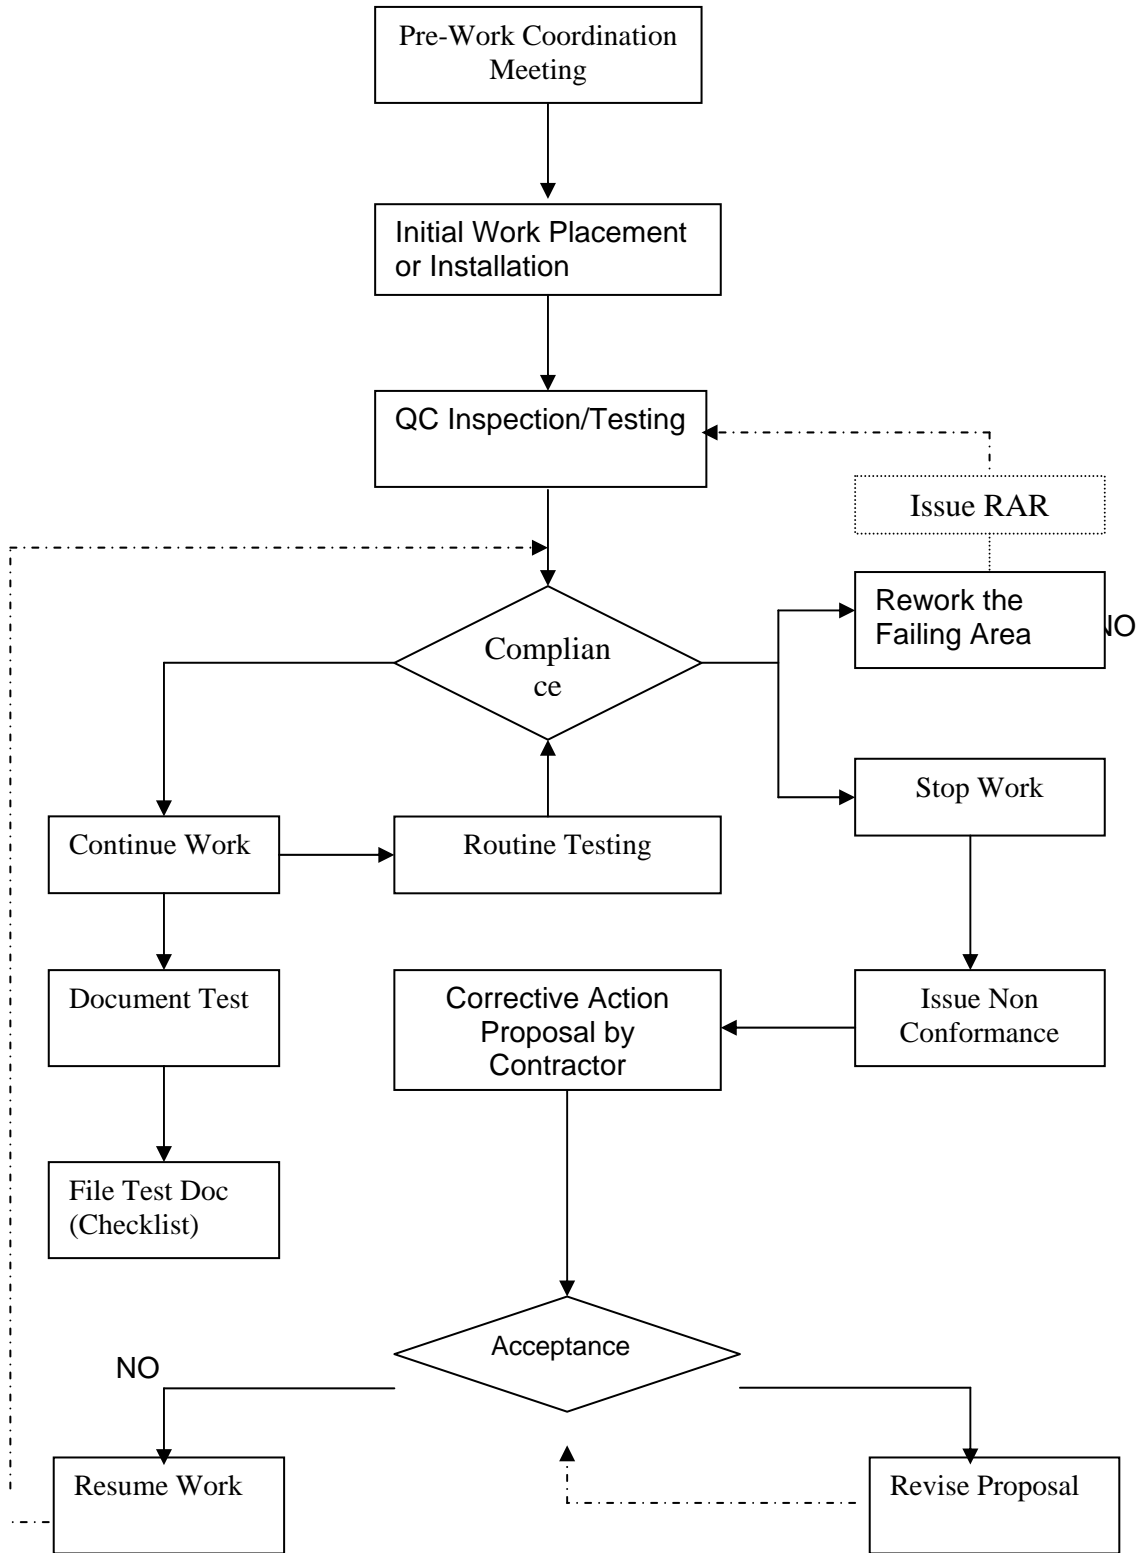 Pre-Work Coordination
Meeting
Initial Work Placement
or Installation
QC Inspection/Testing
Issue RAR
Rework the
Failing Area
NO
Complian
ce
Stop Work
Continue Work
Routine Testing
Document Test
Corrective Action
Proposal by
Contractor
Issue Non
Conformance
File Test Doc
(Checklist)
Acceptance
NO
Resume Work
Revise Proposal